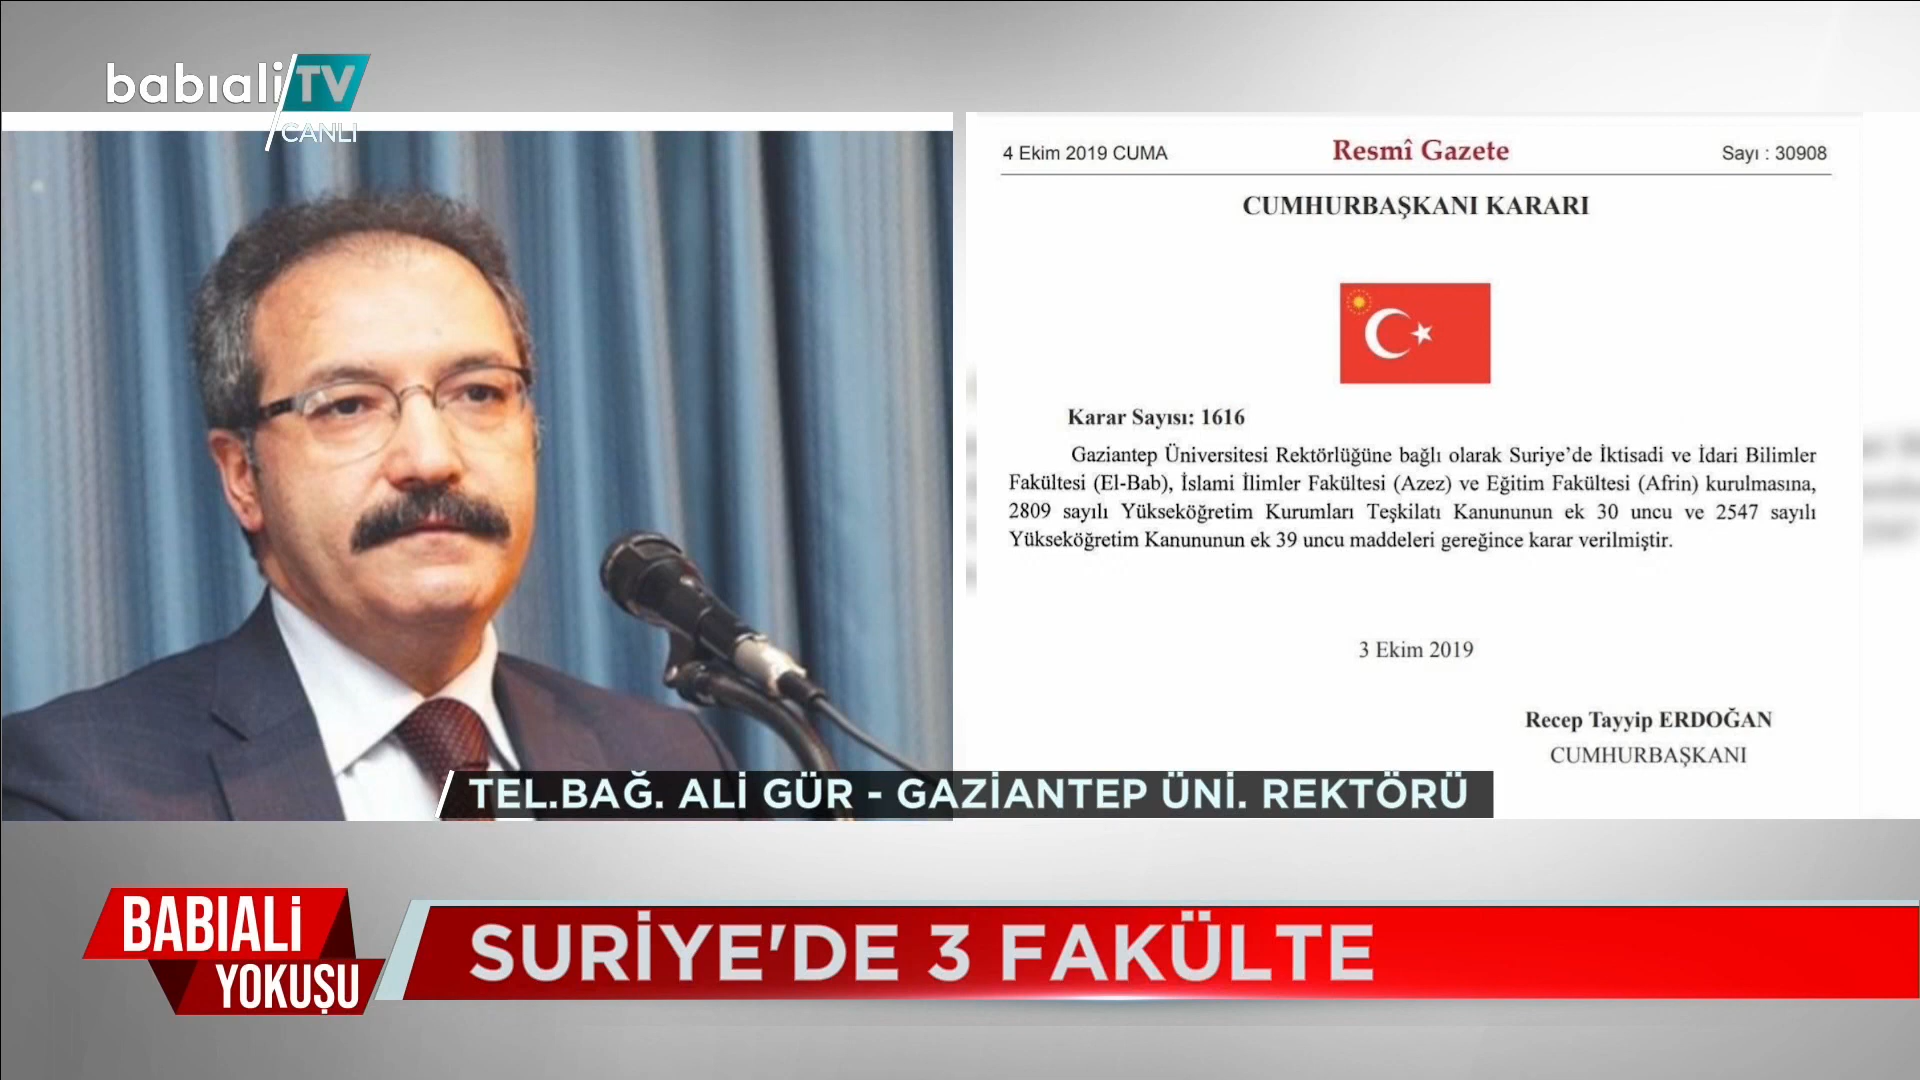 babıali TV
CANLI
4 Ekim 2019 CUMA
Resmî Gazete
Sayı : 30908
CUMHURBAŞKANI KARARI
Karar Sayısı: 1616
Gaziantep Üniversitesi Rektörlüğüne bağlı olarak Suriye’de İktisadi ve İdari Bilimler
Fakültesi (El-Bab), İslami İlimler Fakültesi (Azez) ve Eğitim Fakültesi (Afrin) kurulmasına,
2809 sayılı Yükseköğretim Kurumları Teşkilatı Kanununun ek 30 uncu ve 2547 sayılı
Yükseköğretim Kanununun ek 39 uncu maddeleri gereğince karar verilmiştir.
3 Ekim 2019
Recep Tayyip ERDOĞAN
CUMHURBAŞKANI
TEL.BAĞ. ALİ GÜR - GAZİANTEP ÜNİ. REKTÖRÜ
BABIALİ
YOKUŞU
SURİYE'DE 3 FAKÜLTE